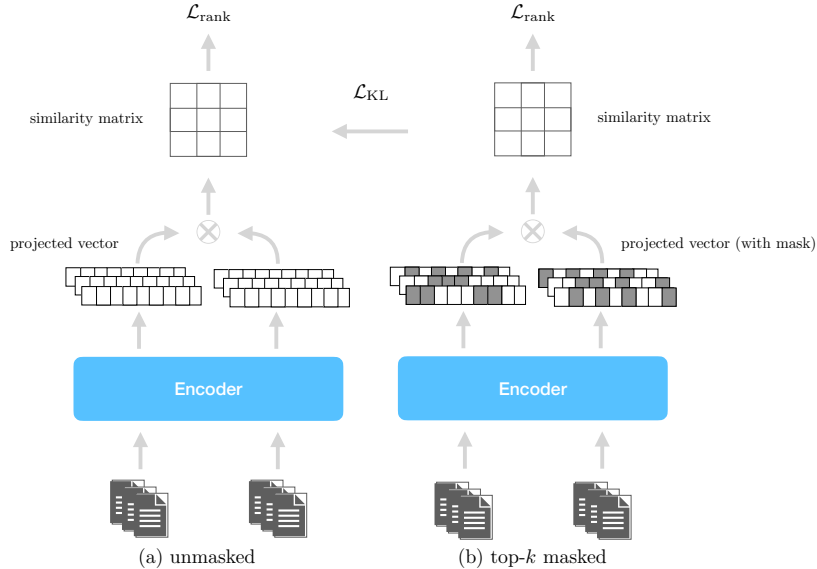 ℒrank
ℒrank
ℒKL
similarity matrix
similarity matrix
projected vector
projected vector (with mask)
Encoder
Encoder
(a) unmasked
(b) top-k masked